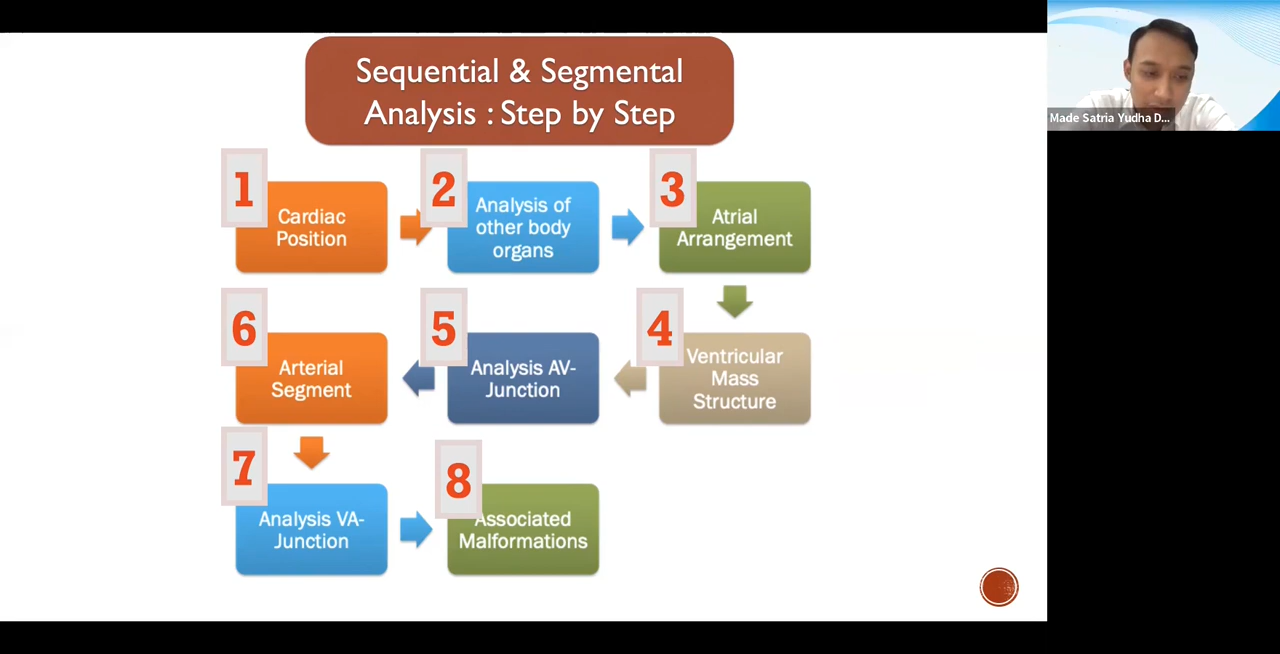 Sequential & Segmental
Analysis : Step by Step
1
Cardiac
Position
2
Analysis of
other body
organs
3
Atrial
Arrangement
4
Ventricular
Mass
Structure
5
Analysis AV-
Junction
6
Arterial
Segment
7
Analysis VA-
Junction
8
Associated
Malformations
Made Satria Yudha D...